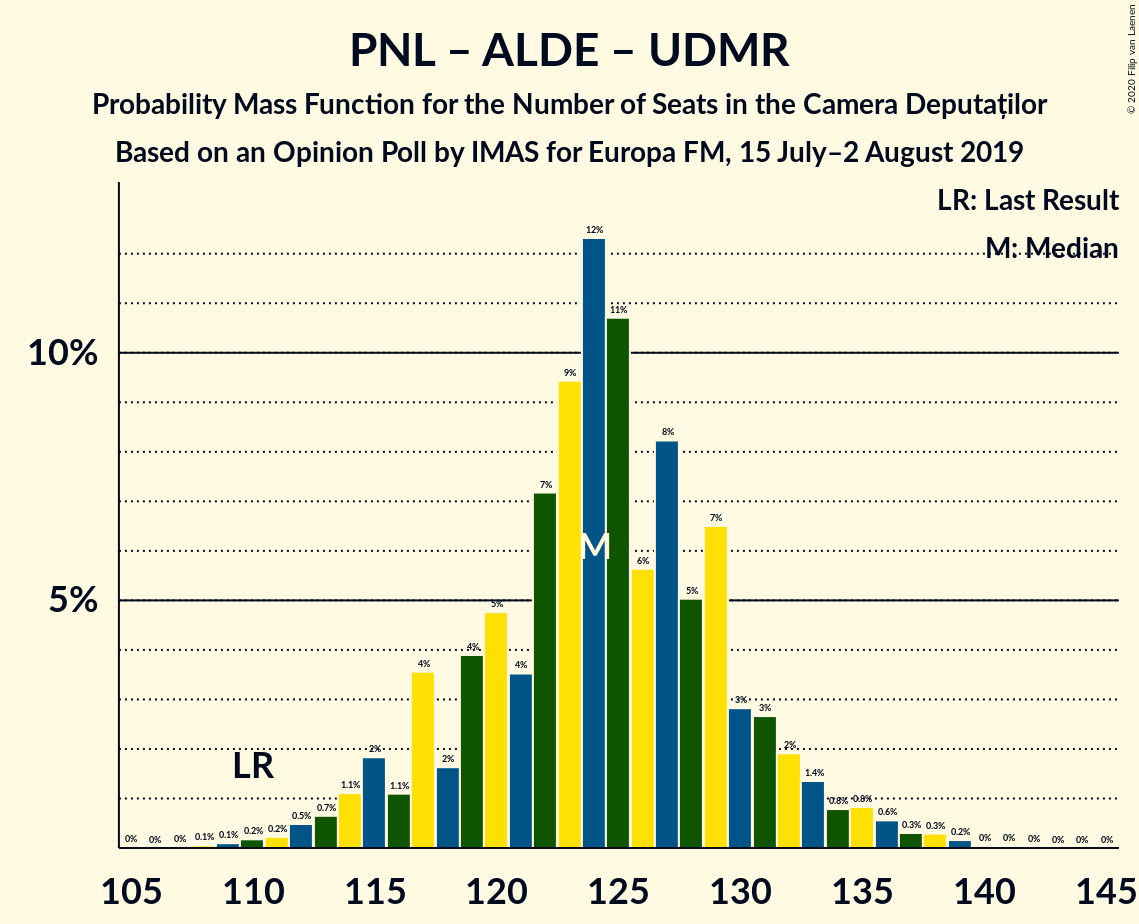 PNL – ALDE – UDMR
Probability Mass Function for the Number of Seats in the Camera Deputaților
Based on an Opinion Poll by IMAS for Europa FM, 15 July–2 August 2019
© 2020 Filip van Laenen
LR: Last Result
M: Median
10%
5%
0% 0% 0% 0.1% 0.1% 0.2% 0.2% 0.5% 0.7% 1.1% 2% 1.1% 4% 2% 4% 5% 4% 7% 9% 12% 11% 6% 8% 5% 7% 3% 3% 2% 1.4% 0.8% 0.8% 0.6% 0.3% 0.3% 0.2% 0% 0% 0% 0% 0% 0%
LR
M
105 110 115 120 125 130 135 140 145